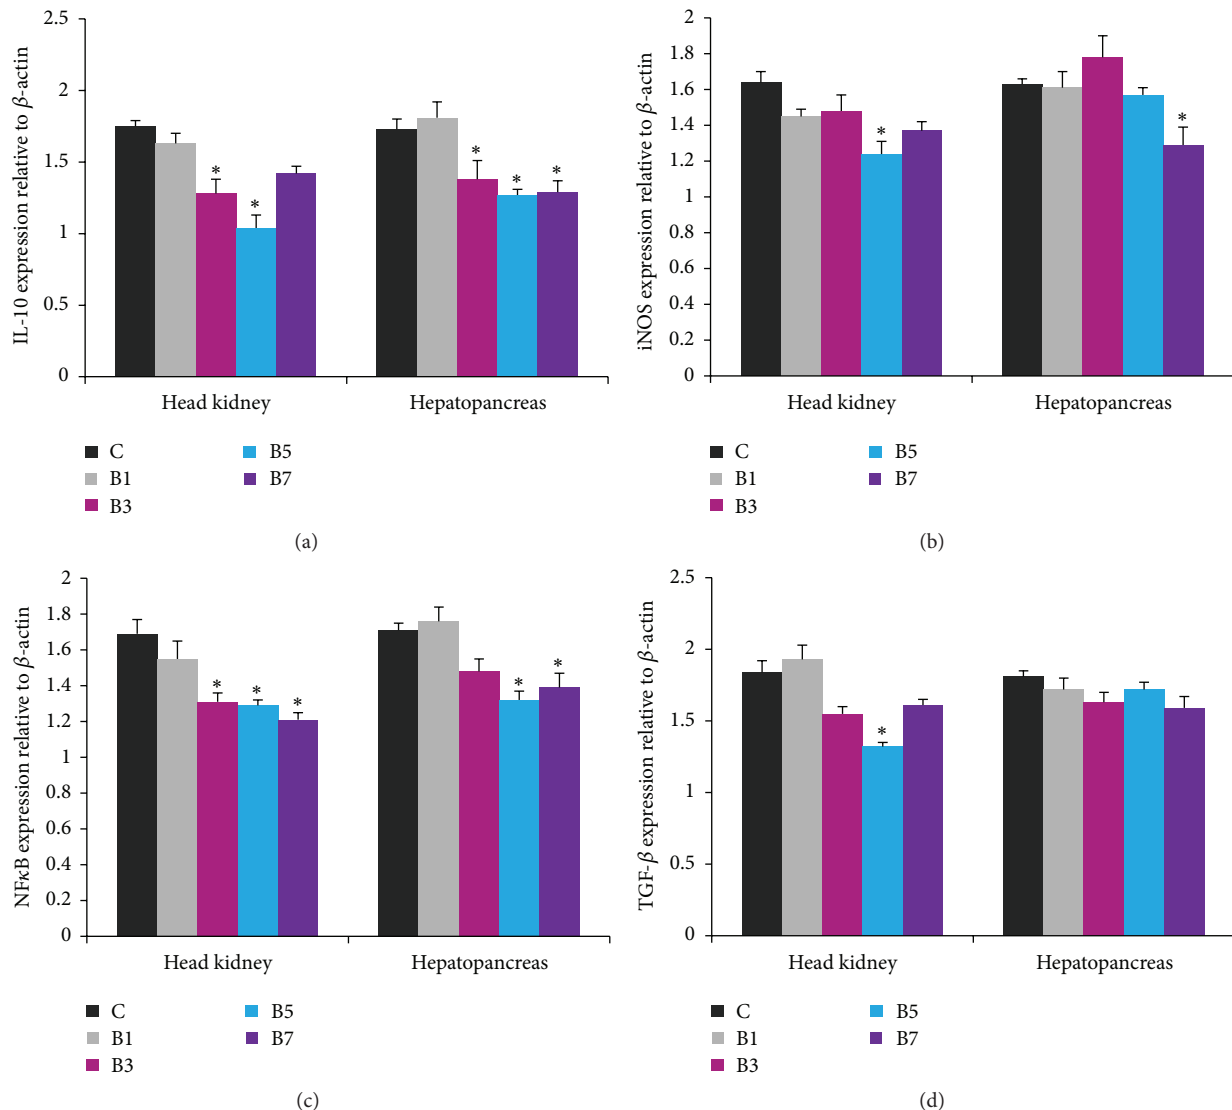 IL-10 expression relative to β-actin
2.5
2
1.5
1
0.5
0
* * * * *
Head kidney Hepatopancreas
C B5
B1 B7
B3
(a)
iNOS expression relative to β-actin
2
1.8
1.6
1.4
1.2
1
0.8
0.6
0.4
0.2
0
* *
Head kidney Hepatopancreas
C B5
B1 B7
B3
(b)
NFκB expression relative to β-actin
2
1.8
1.6
1.4
1.2
1
0.8
0.6
0.4
0.2
0
* * * * *
Head kidney Hepatopancreas
C B5
B1 B7
B3
(c)
TGF-β expression relative to β-actin
2.5
2
1.5
1
0.5
0
*
Head kidney Hepatopancreas
C B5
B1 B7
B3
(d)